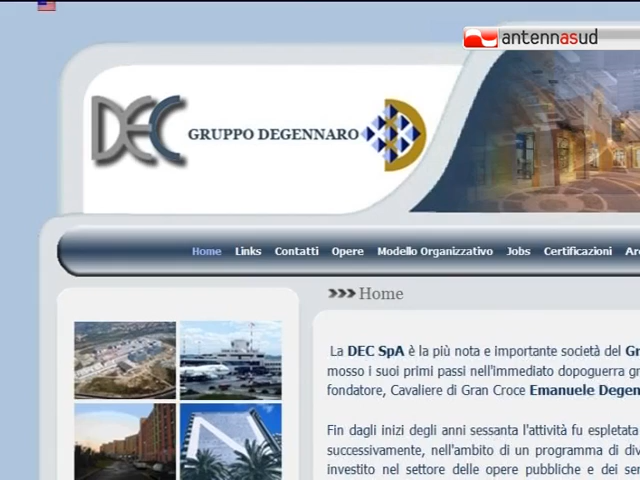 antennasud
DEC
GRUPPO DEGENNARO
Home Links Contatti Opere Modello Organizzativo Jobs Certificazioni
Home
La DEC SpA è la più nota e importante società del
mosso i suoi primi passi nell'immediato dopoguerra
fondatore, Cavaliere di Gran Croce Emanuele
Fin dagli inizi degli anni sessanta l'attività fu espletata
successivamente, nell'ambito di un programma di
investito nel settore delle opere pubbliche e dei